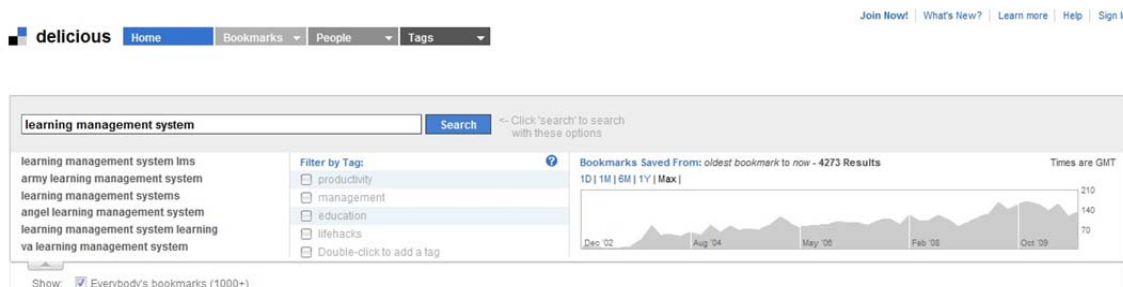 Join Now! | What's New? | Learn more | Help | Sign I
delicious Home Bookmarks People Tags
learning management system Search <- Click 'search' to search
with these options
learning management system lms
army learning management system
learning management systems
angel learning management system
learning management system learning
va learning management system
Filter by Tag: ?
productivity
management
education
lifehacks
Double-click to add a tag
Bookmarks Saved From: oldest bookmark to now - 4273 Results Times are GMT
1D | 1M | 6M | 1Y | Max |
210
140
70
Dec '02 Aug '04 May '06 Feb '08 Oct '09
Show: Everybody's bookmarks (1000+)